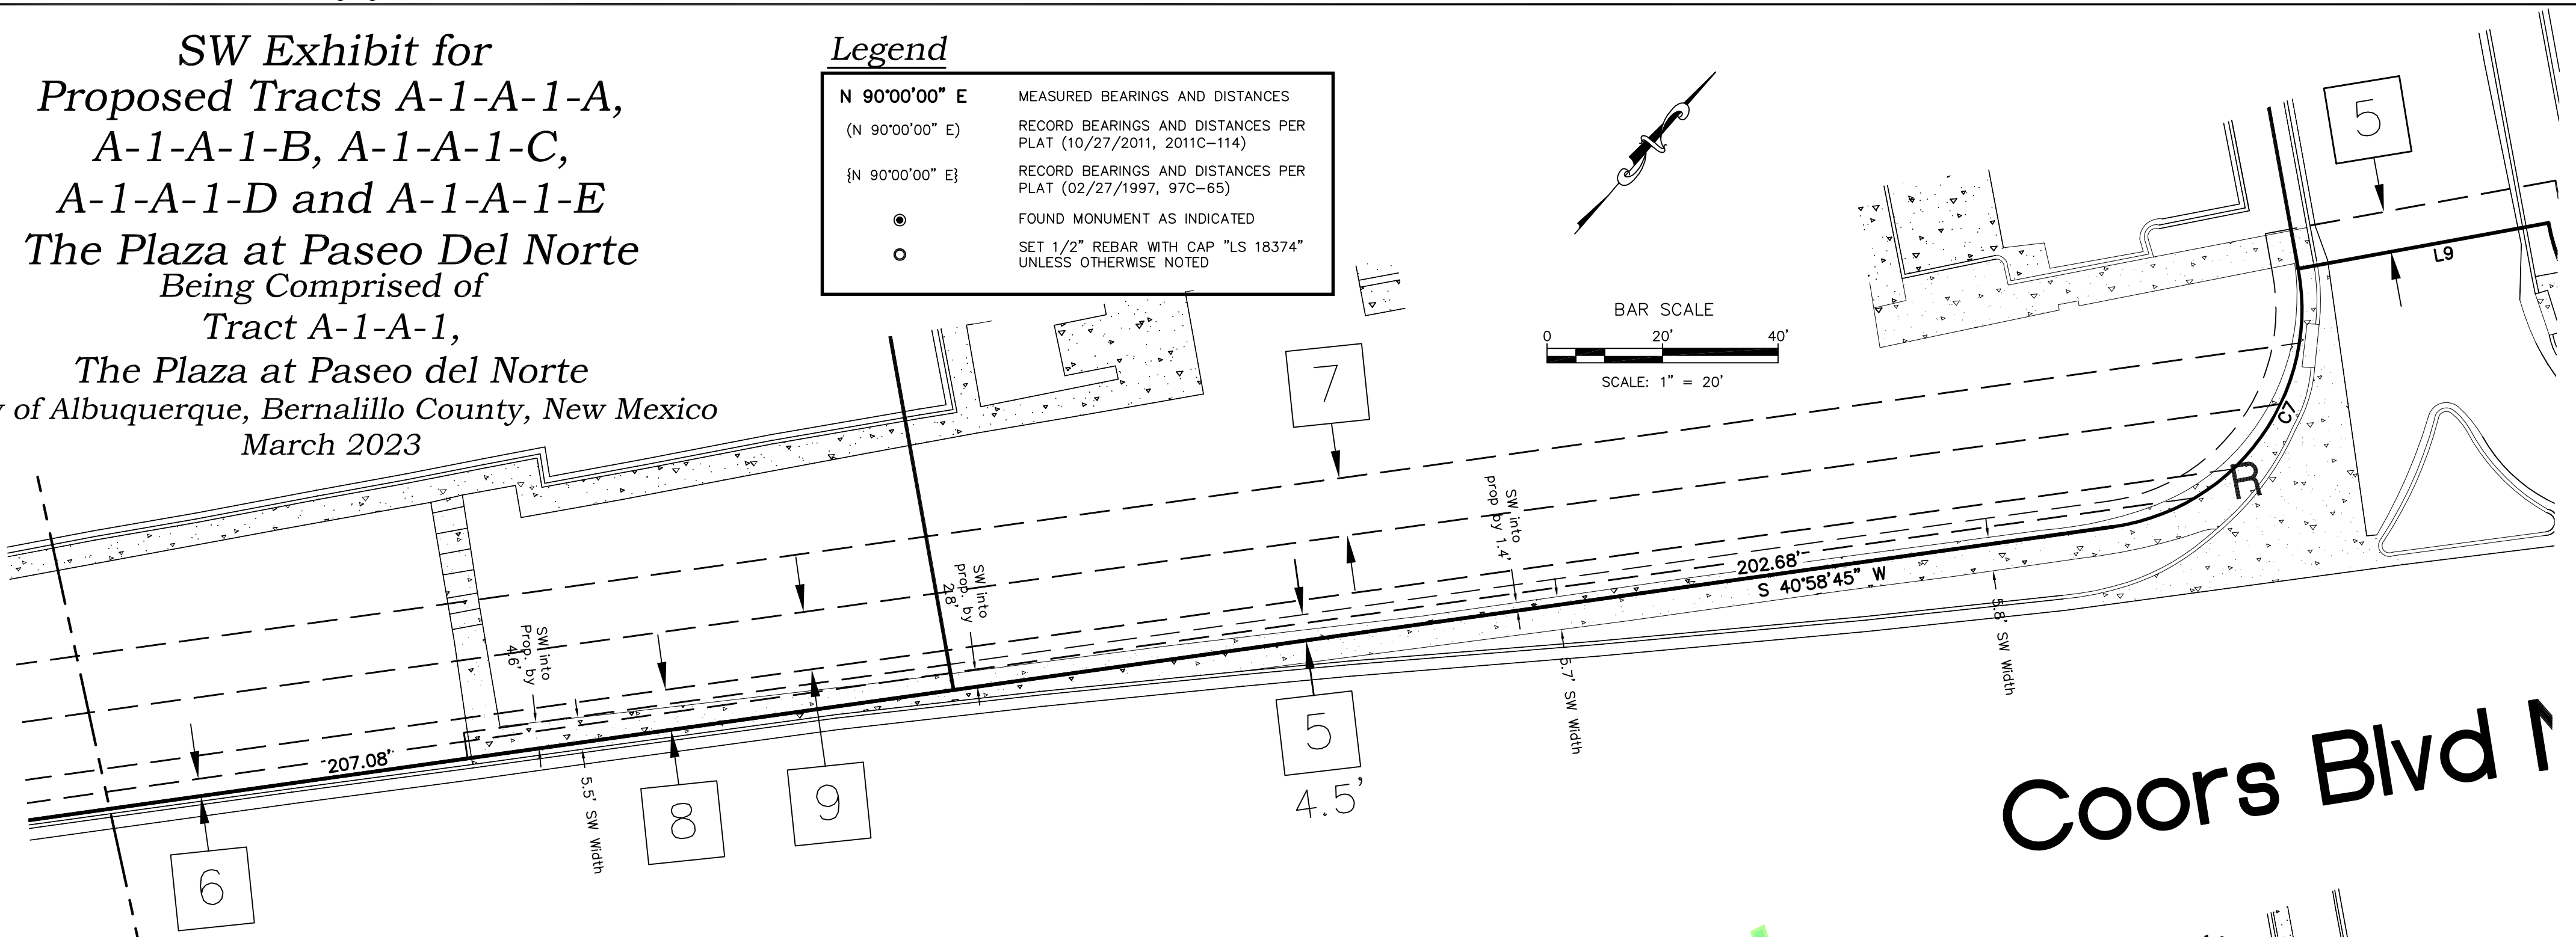 SW Exhibit for
Proposed Tracts A-1-A-1-A,
A-1-A-1-B, A-1-A-1-C,
A-1-A-1-D and A-1-A-1-E
The Plaza at Paseo Del Norte
Being Comprised of
Tract A-1-A-1,
The Plaza at Paseo del Norte
of Albuquerque, Bernalillo County, New Mexico
March 2023
Legend
N 90°00'00" E MEASURED BEARINGS AND DISTANCES
(N 90°00'00" E) RECORD BEARINGS AND DISTANCES PER
PLAT (10/27/2011, 2011C-114)
{N 90°00'00" E} RECORD BEARINGS AND DISTANCES PER
PLAT (02/27/1997, 97C-65)
FOUND MONUMENT AS INDICATED
SET 1/2" REBAR WITH CAP "LS 18374"
UNLESS OTHERWISE NOTED
BAR SCALE
0 20' 40'
SCALE: 1" = 20'
5
L9
7
C7
R
SW into
prop by 1.4'
202.68'
S 40°58'45" W
SW into
prop. by
2.8'
SW into
Prop. by
4.6'
207.08'
5.8' SW Width
5.7' SW Width
5.5' SW Width
5
4.5'
9
8
6
Coors Blvd N